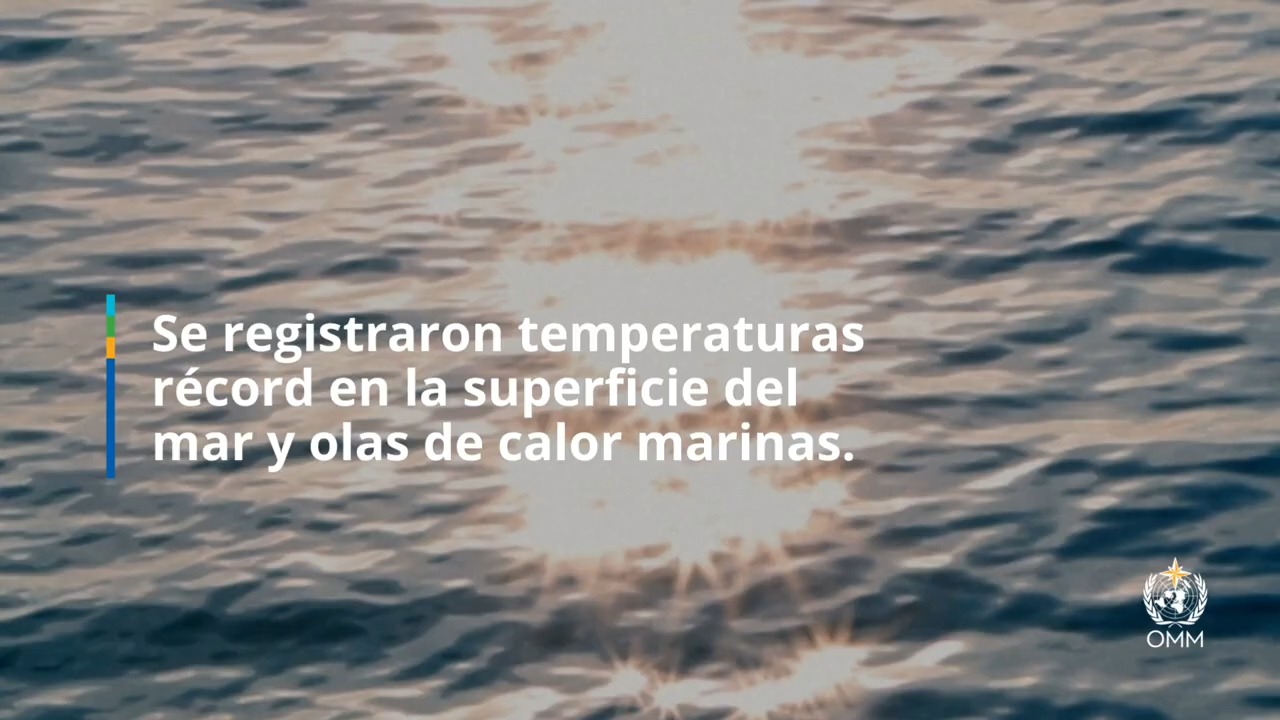 Se registraron temperaturas
récord en la superficie del
mar y olas de calor marinas.
OMM